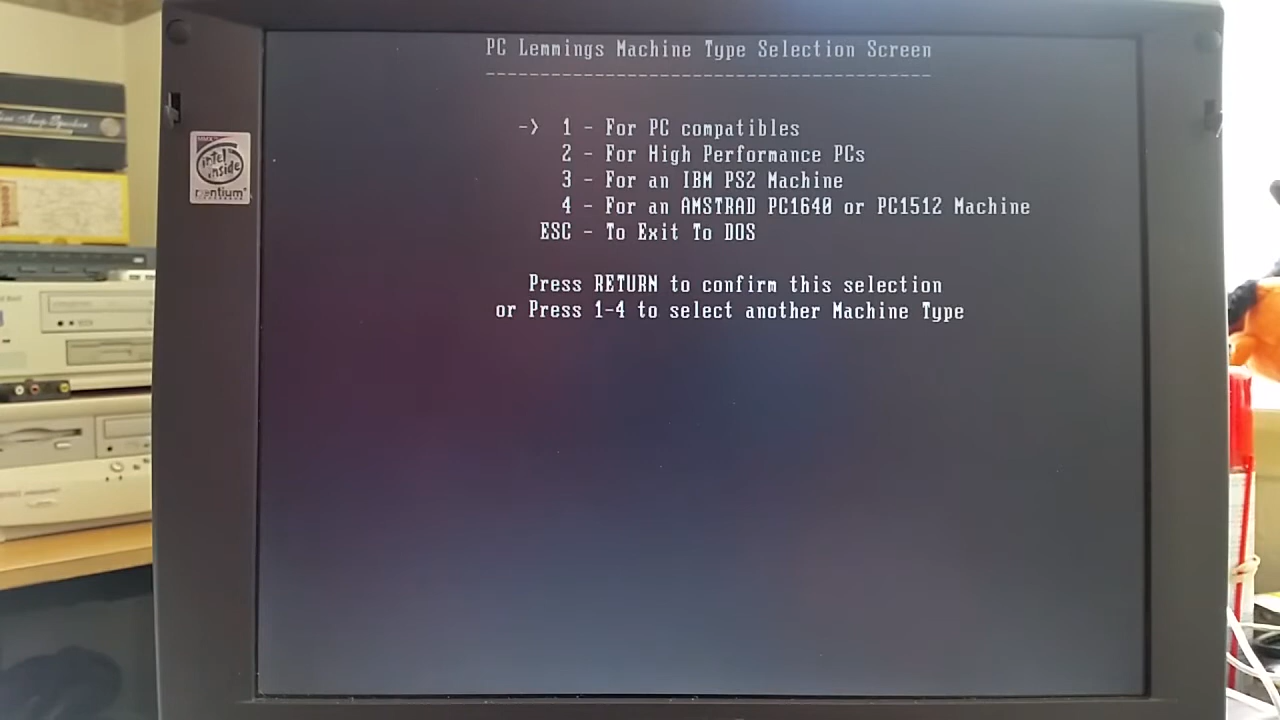 PC Lemmings Machine Type Selection Screen
-----------------------------------------
-> 1 - For PC compatibles
2 - For High Performance PCs
3 - For an IBM PS2 Machine
4 - For an AMSTRAD PC1640 or PC1512 Machine
ESC - To Exit To DOS
Press RETURN to confirm this selection
or Press 1-4 to select another Machine Type
intel
inside
pentium